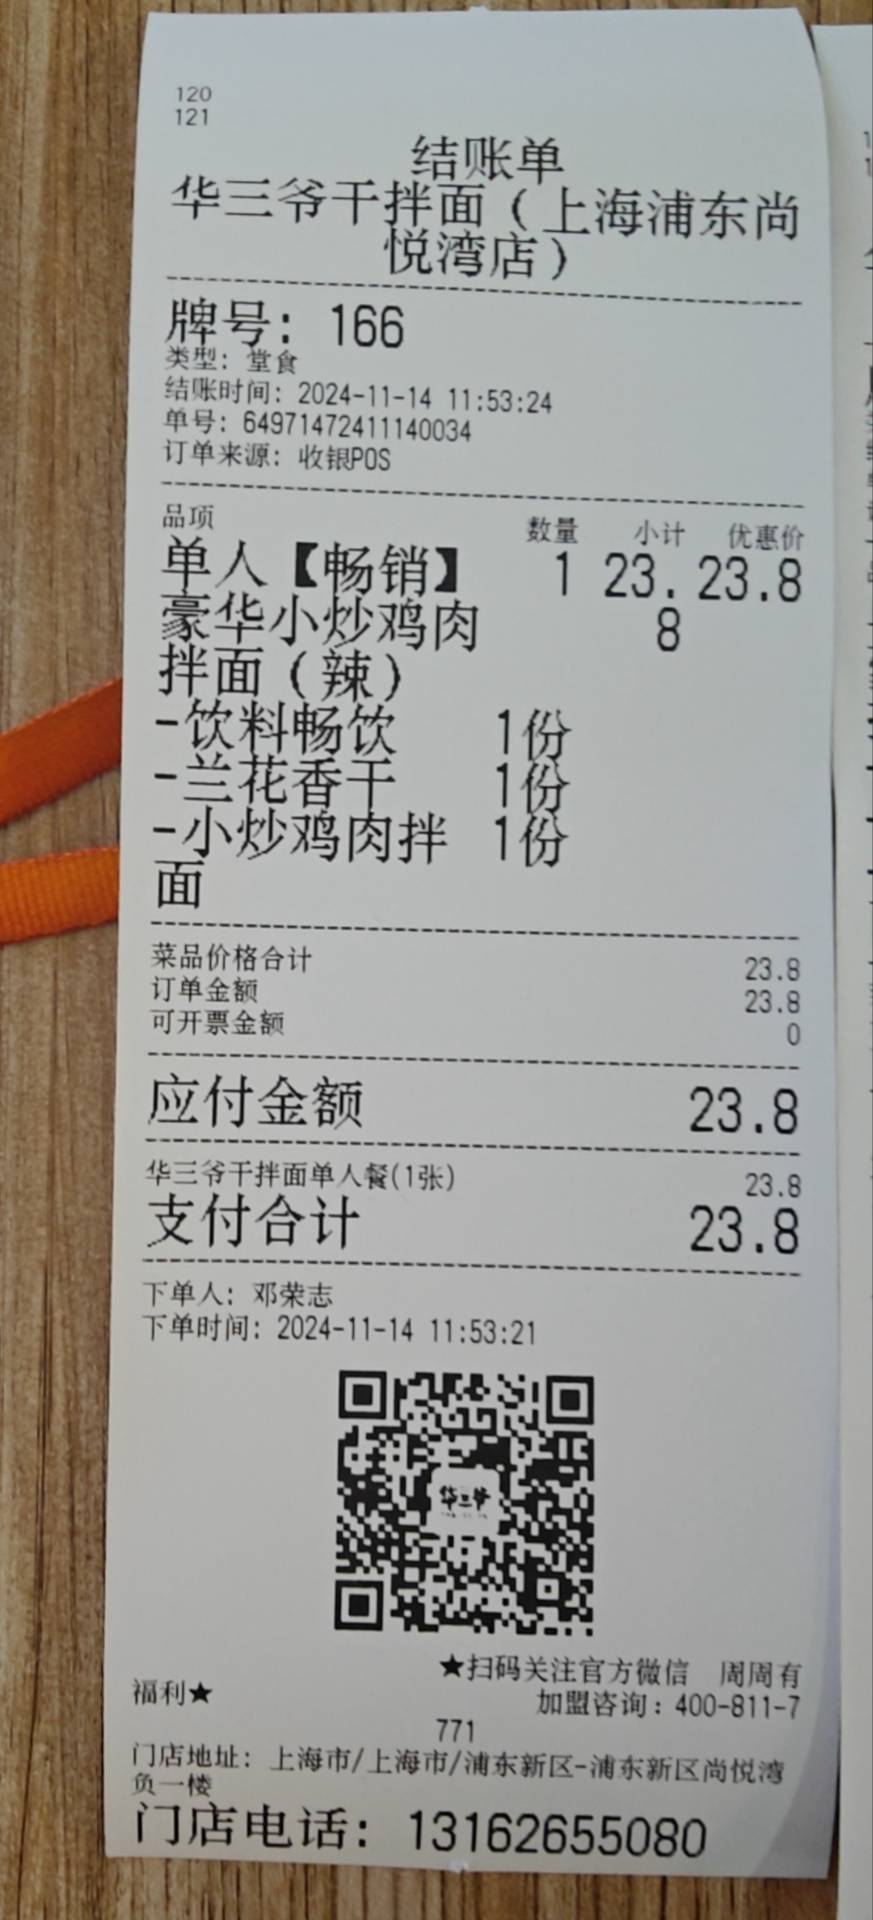 120
121
结账单
华三爷干拌面（上海浦东尚
悦湾店）
牌号：166
类型：堂食
结账时间：2024-11-14 11:53:24
单号：64971472411140034
订单来源：收银POS
品项 数量 小计 优惠价
单人【畅销】 1 23. 23.8
豪华小炒鸡肉 8
拌面（辣）
-饮料畅饮 1份
-兰花香干 1份
-小炒鸡肉拌 1份
面
菜品价格合计 23.8
订单金额 23.8
可开票金额 0
应付金额 23.8
华三爷干拌面单人餐(1张) 23.8
支付合计 23.8
下单人：邓荣志
下单时间：2024-11-14 11:53:21
华三爷
★扫码关注官方微信 周周有
福利★
加盟咨询：400-811-7
771
门店地址：上海市/上海市/浦东新区-浦东新区尚悦湾
负一楼
门店电话：13162655080